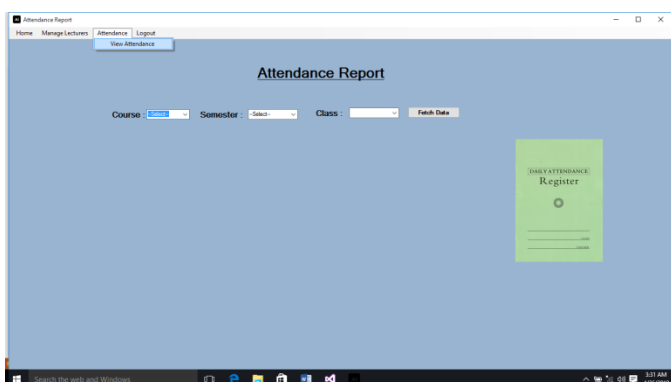 Attendance Report
Home Manage Lecturers Attendance Logout
View Attendance
Attendance Report
Course : --Select-- Semester : --Select-- Class : Fetch Data
DAILY ATTENDANCE
Register
Search the web and Windows
3:31 AM